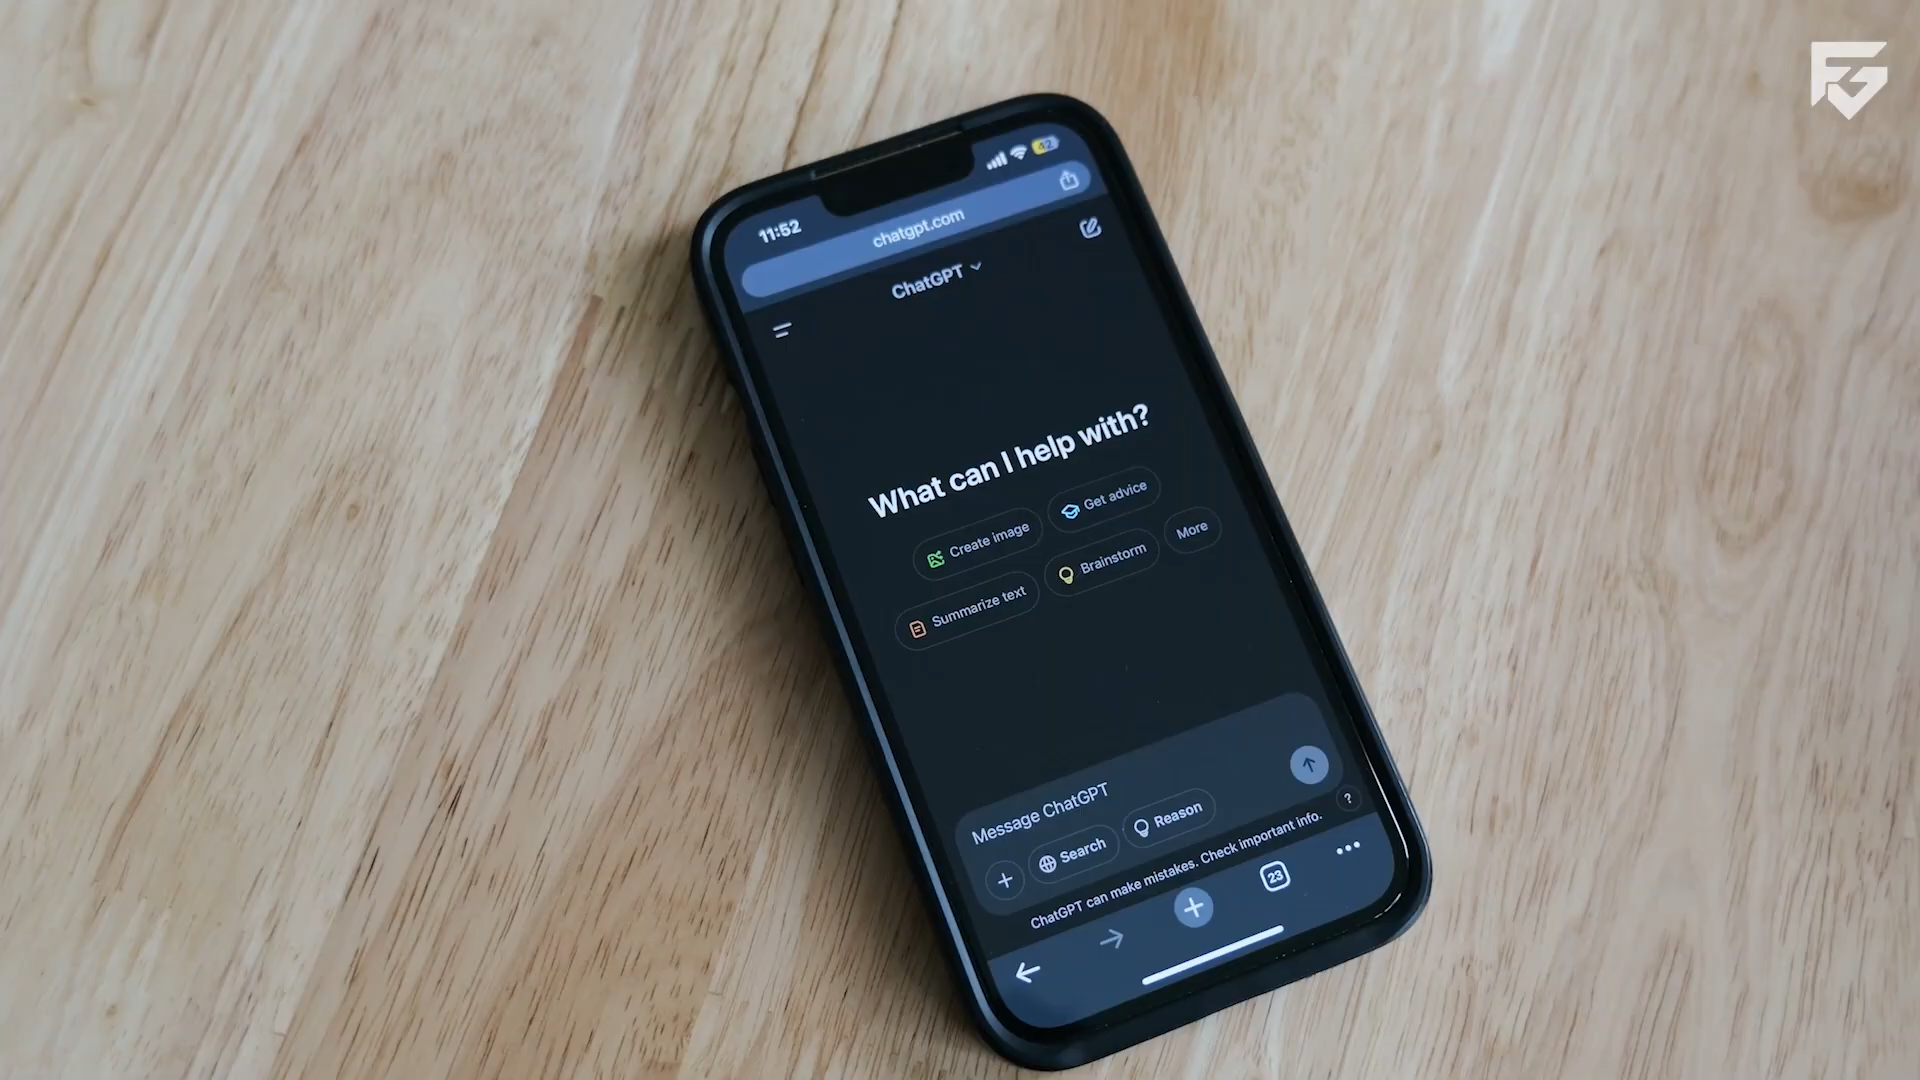 11:52
42
chatgpt.com
ChatGPT
What can I help with?
Create image
Get advice
Summarize text
Brainstorm
More
Message ChatGPT
Search
Reason
?
ChatGPT can make mistakes. Check important info.
23